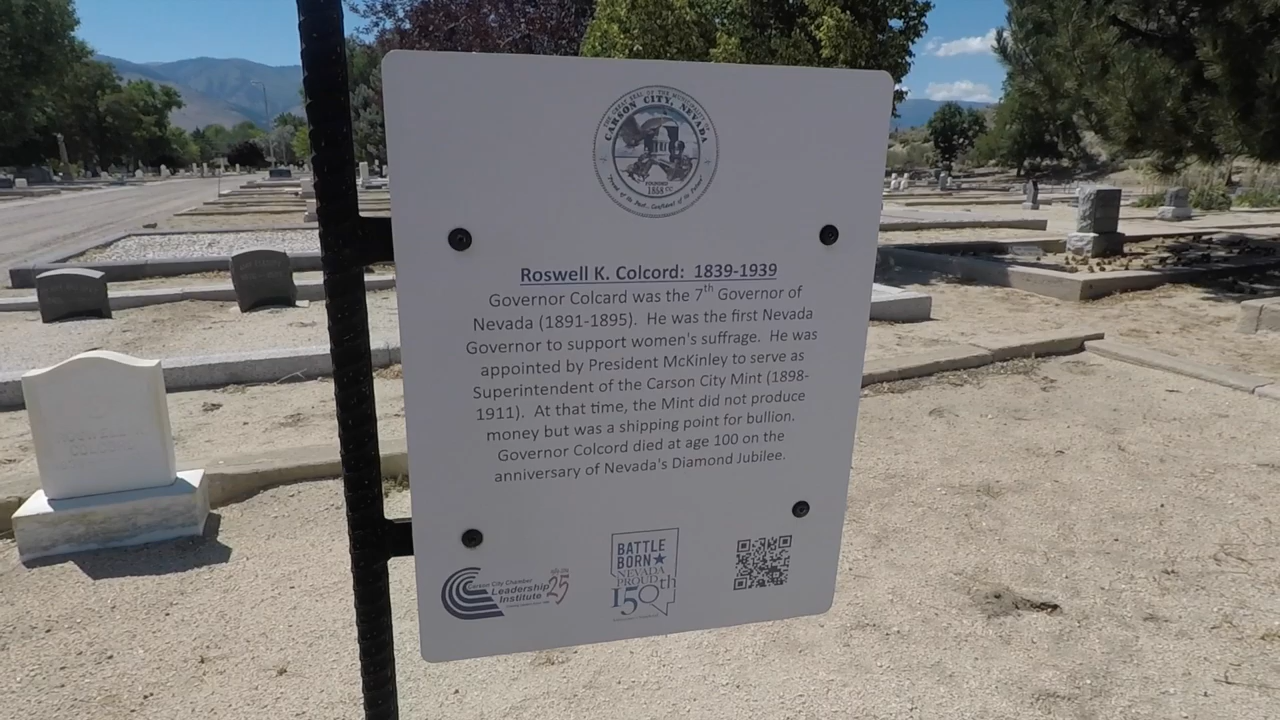 CARSON CITY, NEVADA
FOUNDED
1858
Roswell K. Colcord: 1839-1939
Governor Colcard was the 7th Governor of
Nevada (1891-1895). He was the first Nevada
Governor to support women's suffrage. He was
appointed by President McKinley to serve as
Superintendent of the Carson City Mint (1898-
1911). At that time, the Mint did not produce
money but was a shipping point for bullion.
Governor Colcord died at age 100 on the
anniversary of Nevada's Diamond Jubilee.
Carson City Chamber
Leadership
Institute
25
BATTLE
BORN
NEVADA
PROUD
150th